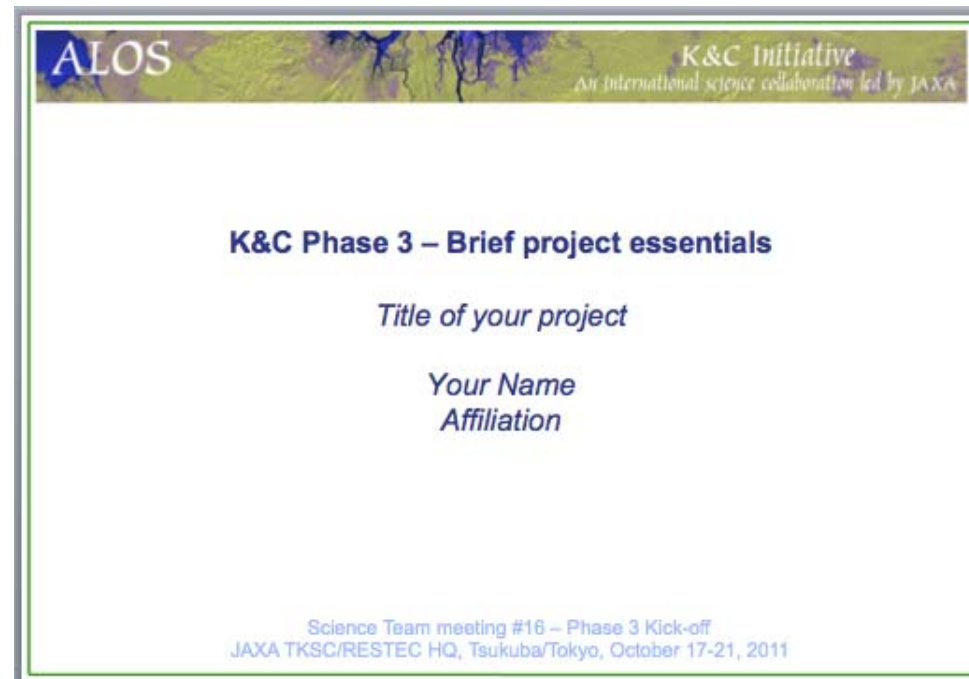 ALOS
K&C Initiative
An international science collaboration led by JAXA
K&C Phase 3 – Brief project essentials
Title of your project
Your Name
Affiliation
Science Team meeting #16 – Phase 3 Kick-off
JAXA TKSC/RESTEC HQ, Tsukuba/Tokyo, October 17-21, 2011